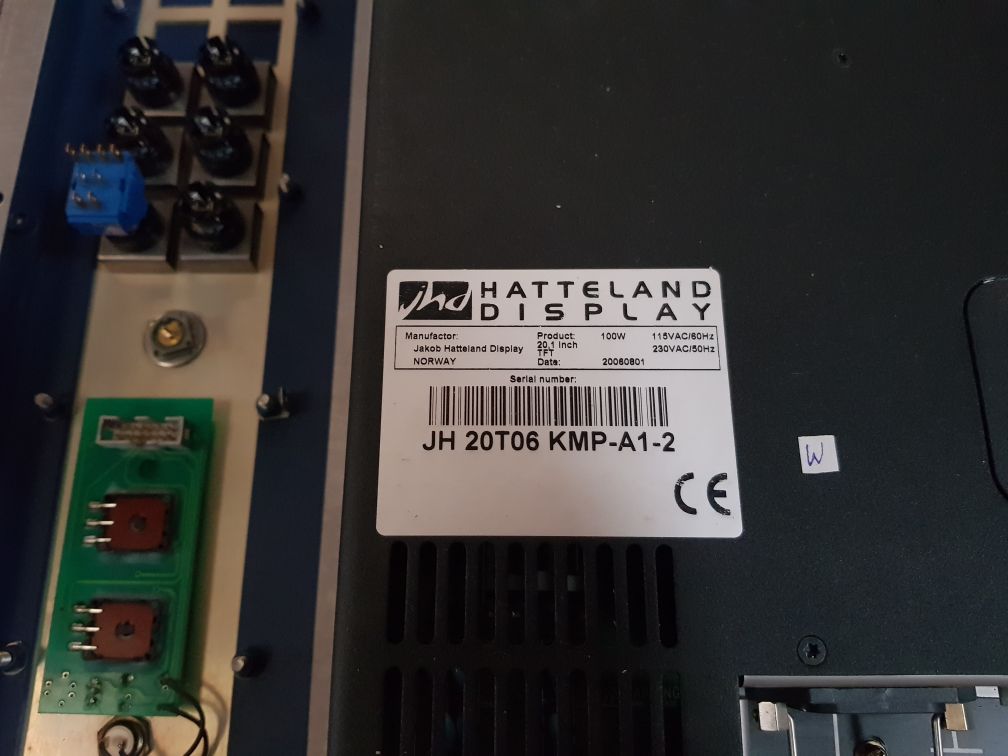 jhd HATTELAND
DISPLAY
Manufactor: Product: 100W 115VAC/60Hz
Jakob Hatteland Display 20,1 inch 230VAC/50Hz
TFT
NORWAY Date: 20060801
Serial number:
JH 20T06 KMP-A1-2
CE
W